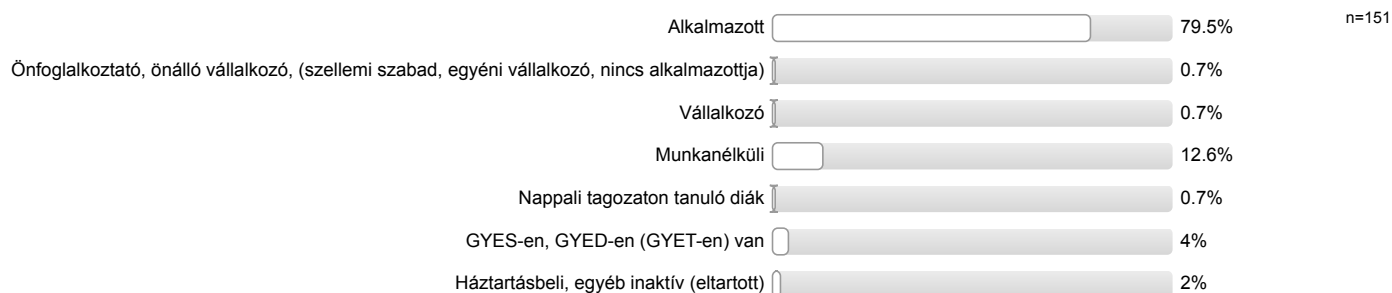 Alkalmazott 79.5% n=151
Önfoglalkoztató, önálló vállalkozó, (szellemi szabad, egyéni vállalkozó, nincs alkalmazottja) 0.7%
Vállalkozó 0.7%
Munkanélküli 12.6%
Nappali tagozaton tanuló diák 0.7%
GYES-en, GYED-en (GYET-en) van 4%
Háztartásbeli, egyéb inaktív (eltartott) 2%